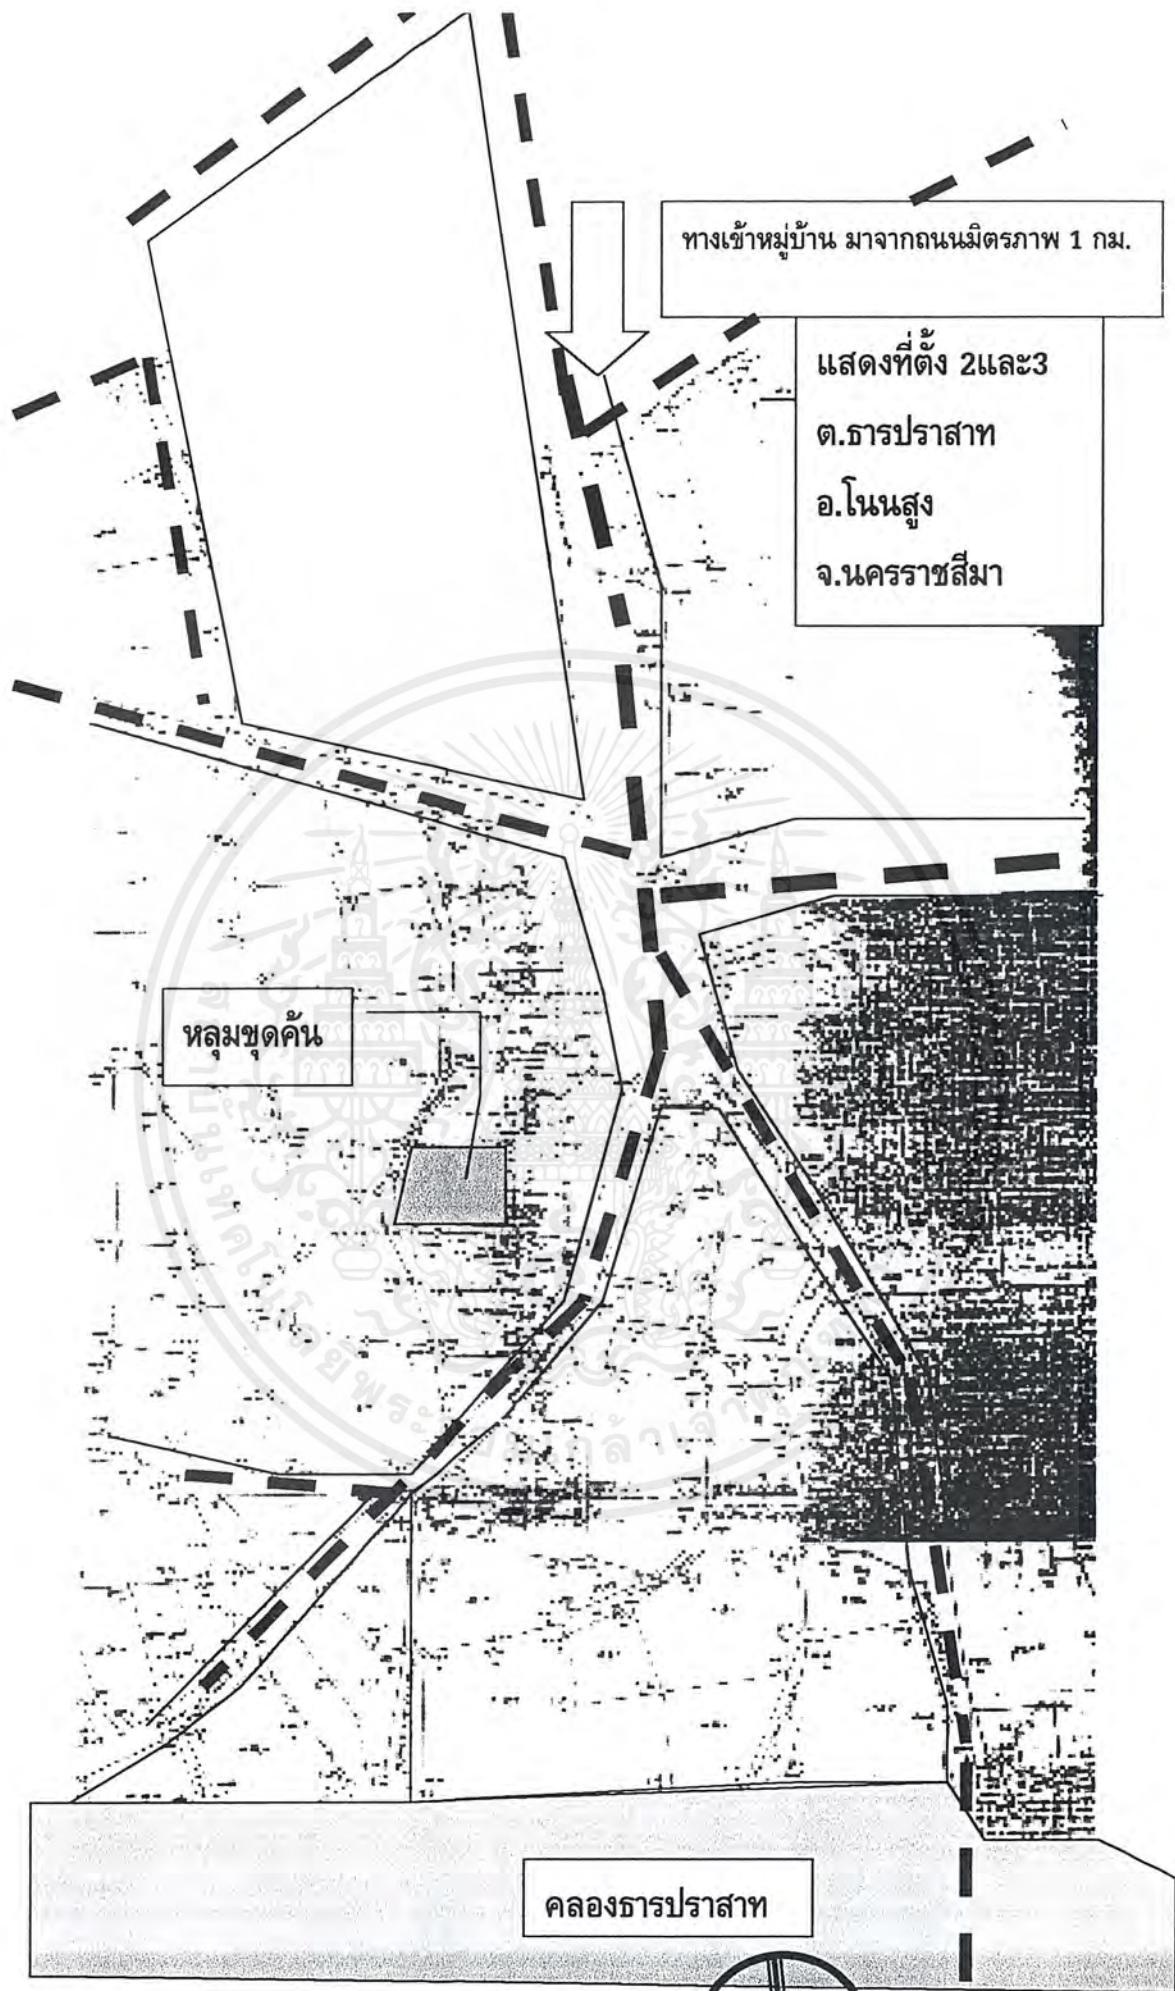 ทางเข้าหมู่บ้าน มาจากถนนมิตรภาพ 1 กม.
แสดงที่ตั้ง 2และ3
ต.ธารปราสาท
อ.โนนสูง
จ.นครราชสีมา
หลุมขุดค้น
คลองธารปราสาท